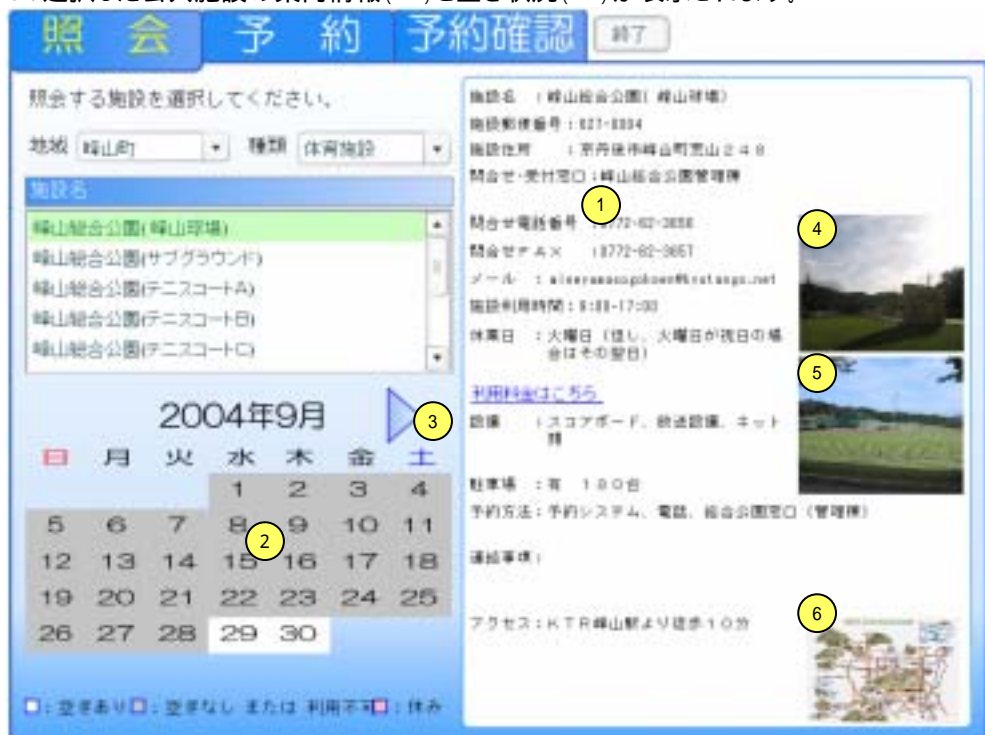 照 会
予 約
予約確認
終了
照会する施設を選択してください。
地域 峰山町 種類 体育施設
施設名
峰山総合公園(峰山球場)
峰山総合公園(サブグラウンド)
峰山総合公園(テニスコートA)
峰山総合公園(テニスコートB)
峰山総合公園(テニスコートC)
2004年9月
3
日 月 火 水 木 金 土
1 2 3 4
5 6 7 8 9 10 11
2
12 13 14 15 16 17 18
19 20 21 22 23 24 25
26 27 28 29 30
:空きあり :空きなし または 利用不可 :休み
施設名 :峰山総合公園(峰山球場)
施設郵便番号:627-0004
施設住所 :京丹後市峰山町荒山248
問合せ・受付窓口:峰山総合公園管理棟
1
4
問合せ電話番号 :0772-62-3656
問合せFAX :0772-62-3657
メール :
施設利用時間:9:00-17:00
休業日 :火曜日(但し、火曜日が祝日の場
合はその翌日)
5
利用料金はこちら
設備 :スコアボード、放送設備、ネット
類
駐車場 :有 180台
予約方法:予約システム、電話、総合公園窓口(管理棟)
連絡事項:
6
アクセス:KTR峰山駅より徒歩10分